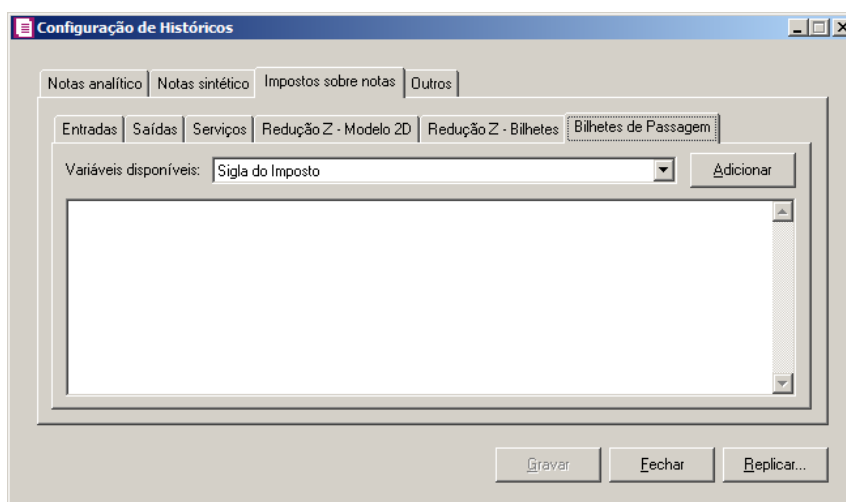 Configuração de Históricos
Notas analítico Notas sintético Impostos sobre notas Outros
Entradas Saídas Serviços Redução Z - Modelo 2D Redução Z - Bilhetes Bilhetes de Passagem
Variáveis disponíveis: Sigla do Imposto Adicionar
Gravar Fechar Replicar...